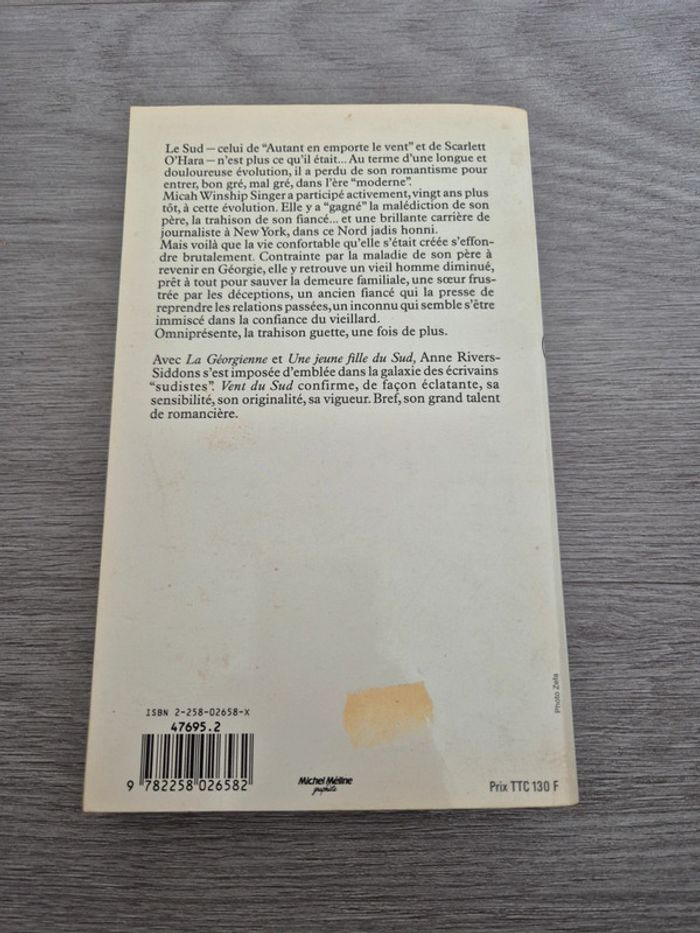 Le Sud — celui de "Autant en emporte le vent" et de Scarlett
O'Hara — n'est plus ce qu'il était... Au terme d'une longue et
douloureuse évolution, il a perdu de son romantisme pour
entrer, bon gré, mal gré, dans l'ère "moderne".
Micah Winship Singer a participé activement, vingt ans plus
tôt, à cette évolution. Elle y a "gagné" la malédiction de son
père, la trahison de son fiancé... et une brillante carrière de
journaliste à New York, dans ce Nord jadis honni.
Mais voilà que la vie confortable qu'elle s'était créée s'effon-
dre brutalement. Contrainte par la maladie de son père à
revenir en Géorgie, elle y retrouve un vieil homme diminué,
prêt à tout pour sauver la demeure familiale, une sœur frus-
trée par les déceptions, un ancien fiancé qui la presse de
reprendre les relations passées, un inconnu qui semble s'être
immiscé dans la confiance du vieillard.
Omniprésente, la trahison guette, une fois de plus.
Avec La Géorgienne et Une jeune fille du Sud, Anne Rivers-
Siddons s'est imposée d'emblée dans la galaxie des écrivains
"sudistes". Vent du Sud confirme, de façon éclatante, sa
sensibilité, son originalité, sa vigueur. Bref, son grand talent
de romancière.
Photo Zefa
ISBN 2-258-02658-X
47695.2
9 782258 026582
Michel Méline
graphiste
Prix TTC 130 F